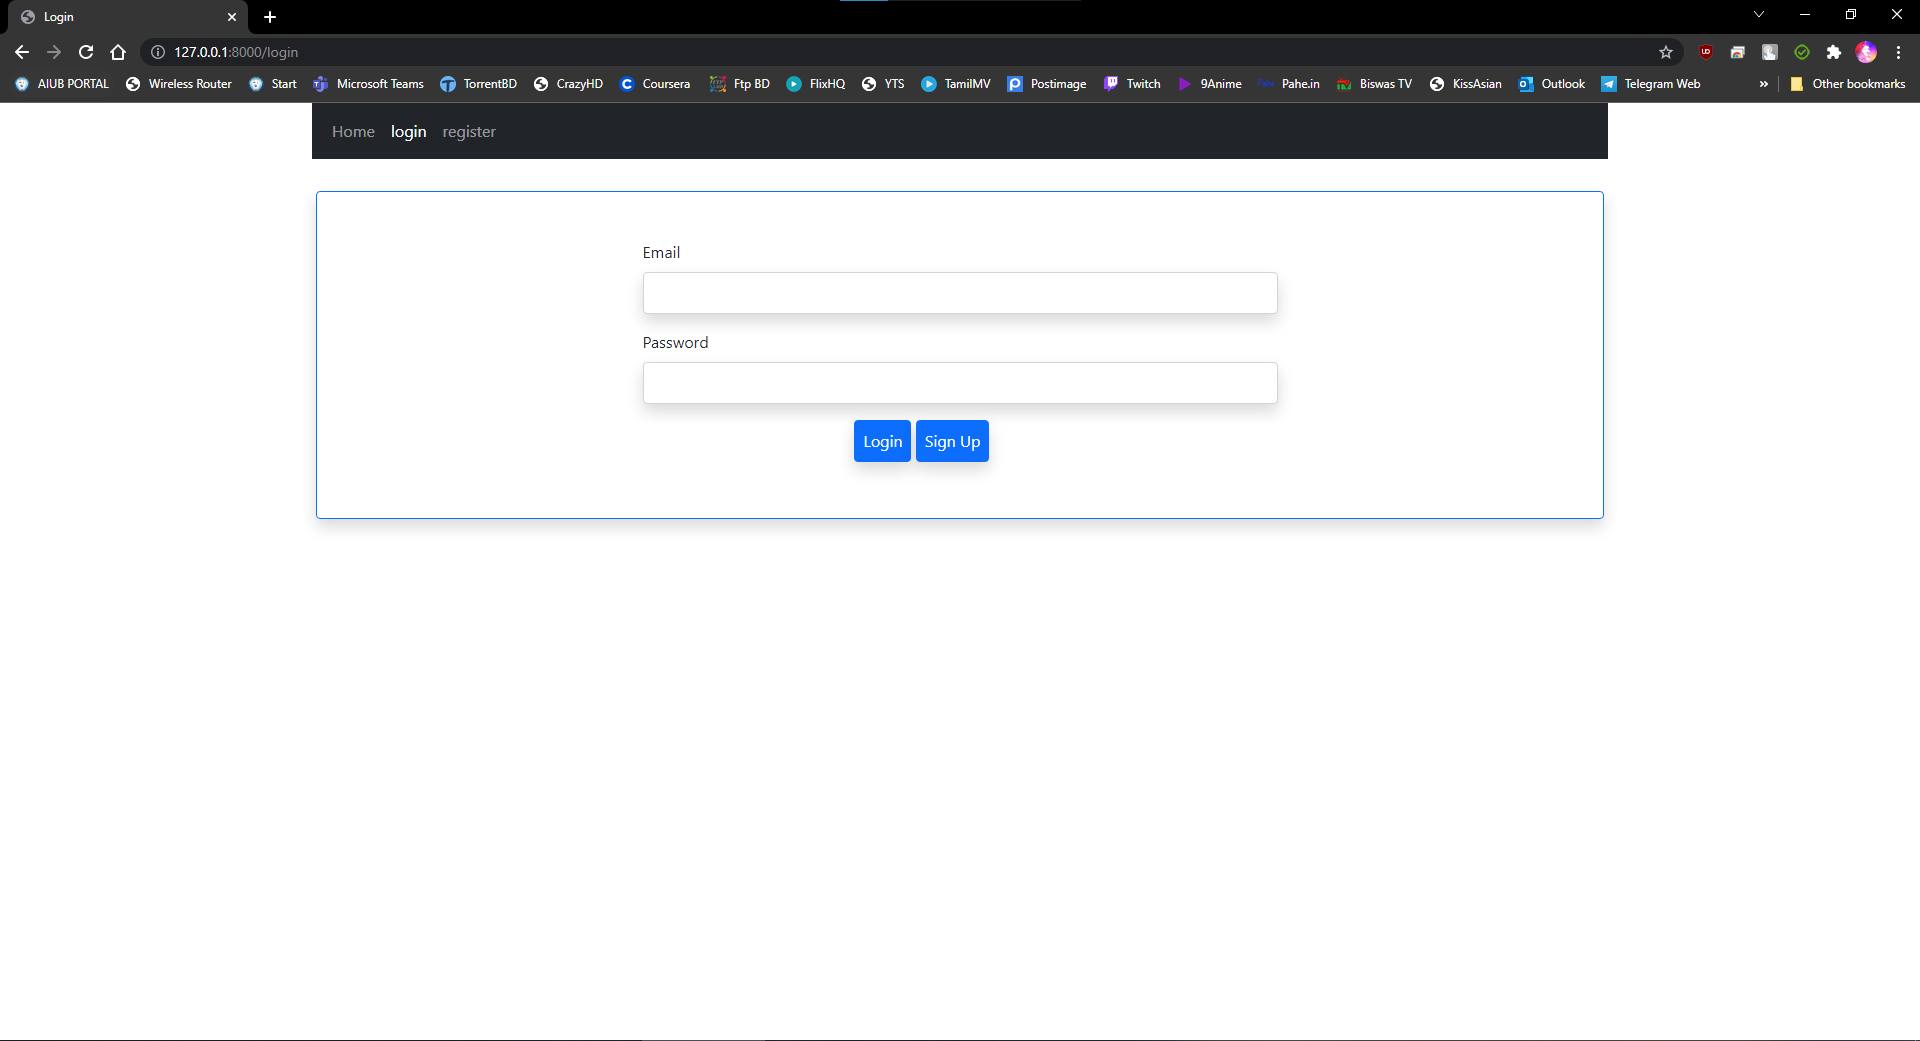 Login
127.0.0.1:8000/login
AIUB PORTAL Wireless Router Start Microsoft Teams TorrentBD CrazyHD Coursera Ftp BD FlixHQ YTS TamilMV Postimage Twitch 9Anime Pahe.in Biswas TV KissAsian Outlook Telegram Web » Other bookmarks
Home login register
Email
Password
Login Sign Up